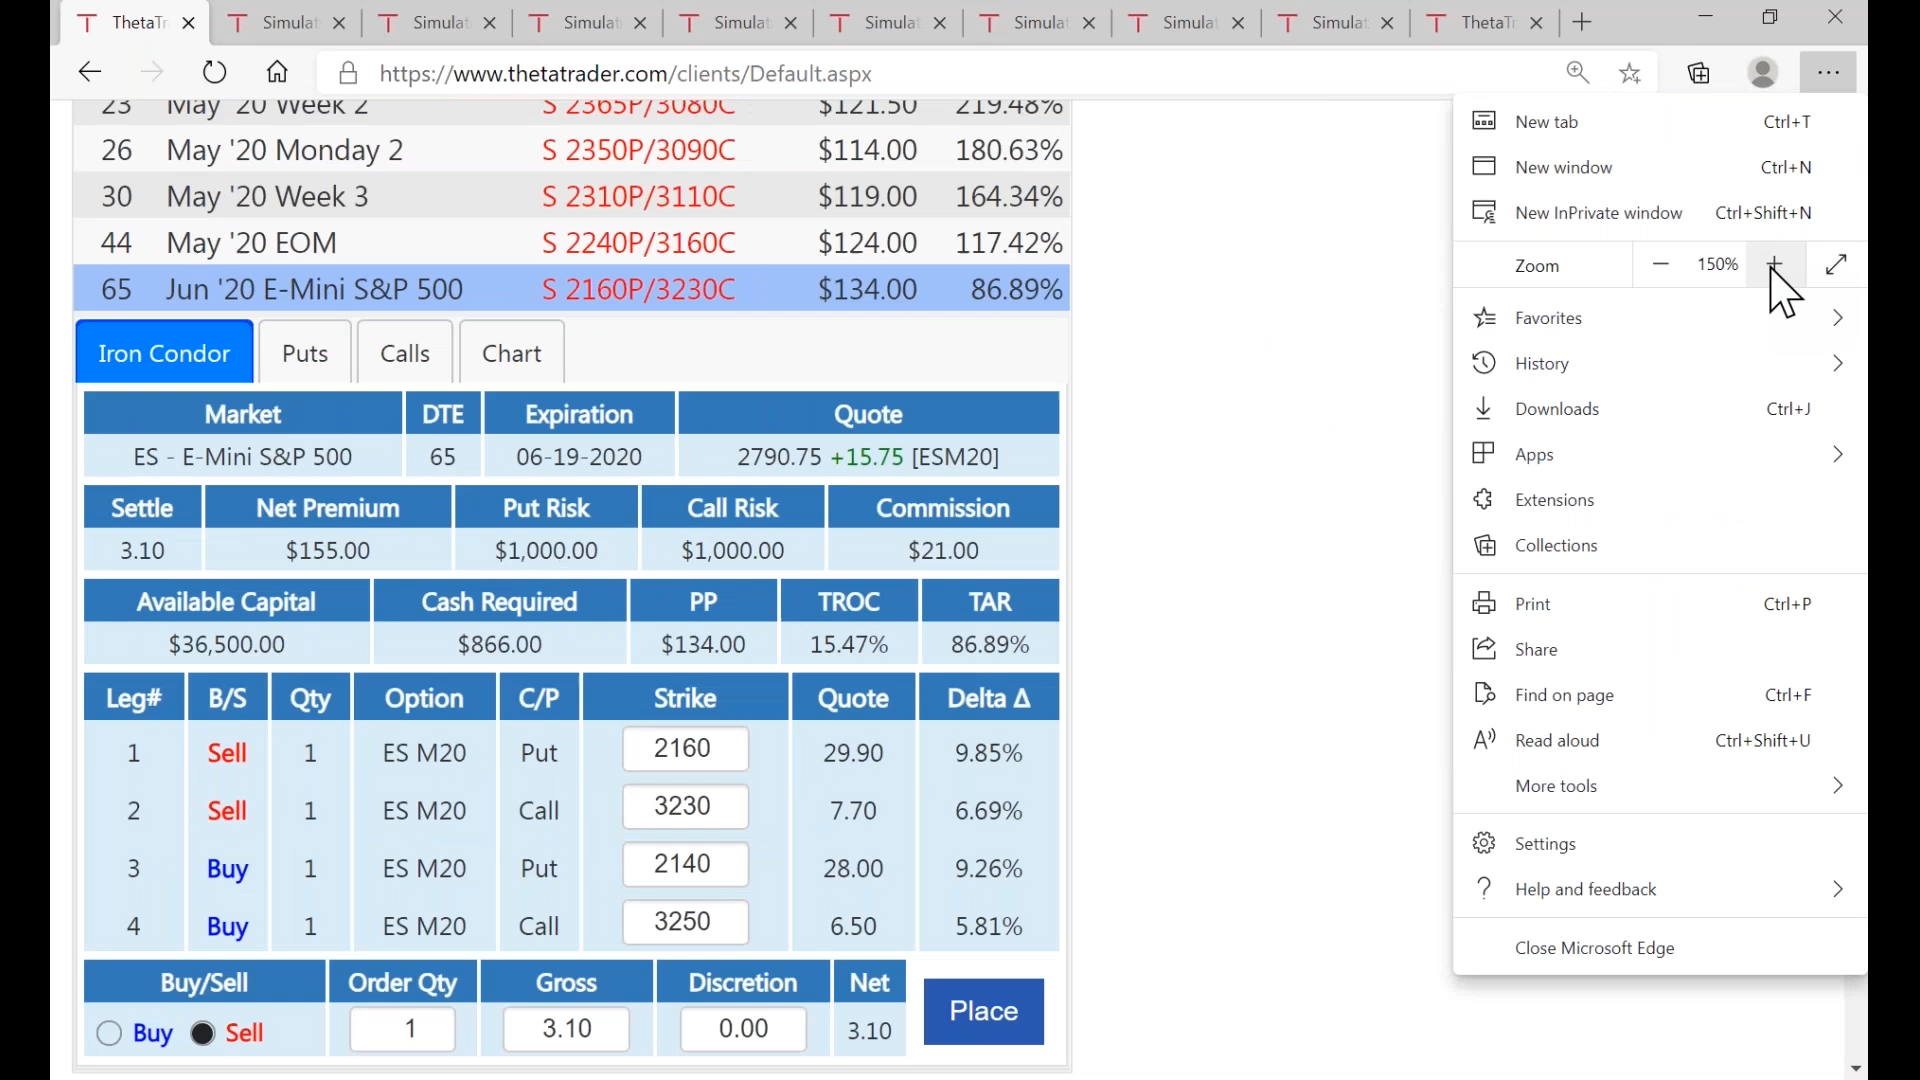 ThetaTr
Simulat
Simulat
Simulat
Simulat
Simulat
Simulat
Simulat
Simulat
ThetaTr
https://www.thetatrader.com/clients/Default.aspx
23 May '20 Week 2 S 2365P/3080C $121.50 219.48%
26 May '20 Monday 2 S 2350P/3090C $114.00 180.63%
30 May '20 Week 3 S 2310P/3110C $119.00 164.34%
44 May '20 EOM S 2240P/3160C $124.00 117.42%
65 Jun '20 E-Mini S&P 500 S 2160P/3230C $134.00 86.89%
Iron Condor Puts Calls Chart
Market DTE Expiration Quote
ES - E-Mini S&P 500 65 06-19-2020 2790.75 +15.75 [ESM20]
Settle Net Premium Put Risk Call Risk Commission
3.10 $155.00 $1,000.00 $1,000.00 $21.00
Available Capital Cash Required PP TROC TAR
$36,500.00 $866.00 $134.00 15.47% 86.89%
Leg# B/S Qty Option C/P Strike Quote Delta Δ
1 Sell 1 ES M20 Put 2160 29.90 9.85%
2 Sell 1 ES M20 Call 3230 7.70 6.69%
3 Buy 1 ES M20 Put 2140 28.00 9.26%
4 Buy 1 ES M20 Call 3250 6.50 5.81%
Buy/Sell Order Qty Gross Discretion Net
Buy Sell 1 3.10 0.00 3.10 Place
New tab Ctrl+T
New window Ctrl+N
New InPrivate window Ctrl+Shift+N
Zoom 150%
Favorites
History
Downloads Ctrl+J
Apps
Extensions
Collections
Print Ctrl+P
Share
Find on page Ctrl+F
Read aloud Ctrl+Shift+U
More tools
Settings
Help and feedback
Close Microsoft Edge